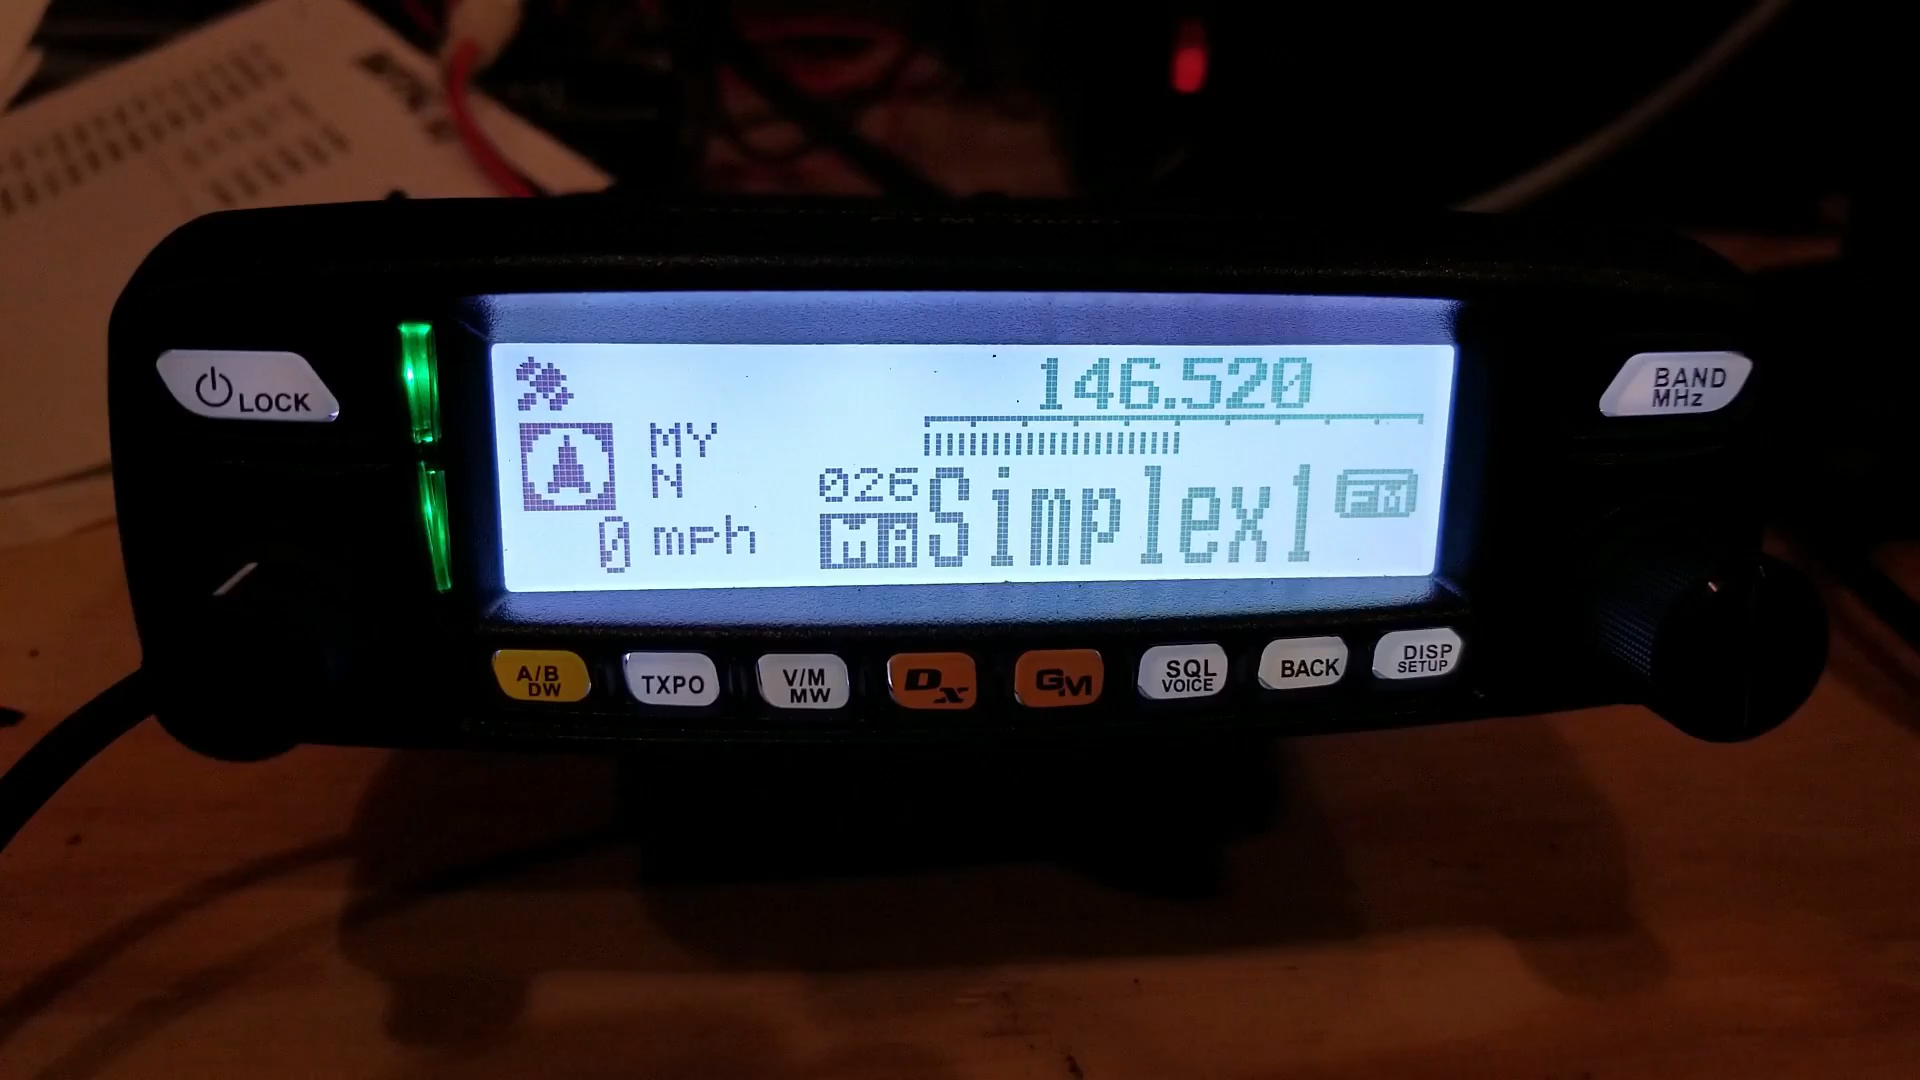 LOCK
146.520
BAND
MHz
MY
N
026
0 mph
MA
Simplex1
FM
A/B
DW
TXPO
V/M
MW
Dx
GM
SQL
VOICE
BACK
DISP
SETUP